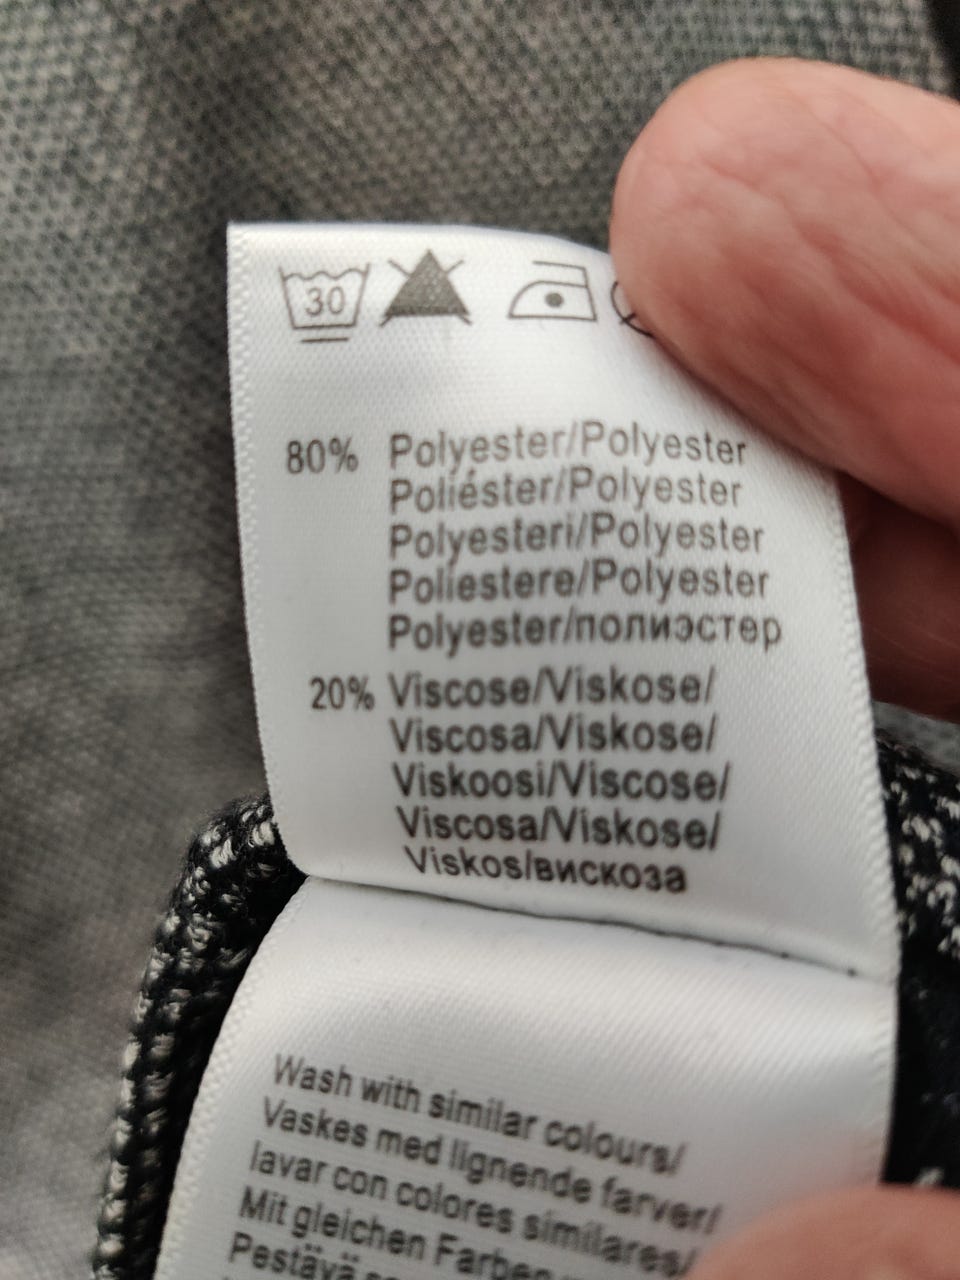 30
80% Polyester/Polyester
Poliéster/Polyester
Polyesteri/Polyester
Poliestere/Polyester
Polyester/полиэстер
20% Viscose/Viskose/
Viscosa/Viskose/
Viskoosi/Viscose/
Viscosa/Viskose/
Viskos/вискоза
Wash with similar colours/
Vaskes med lignende farver/
lavar con colores similares/
Mit gleichen Farben
Pestävä